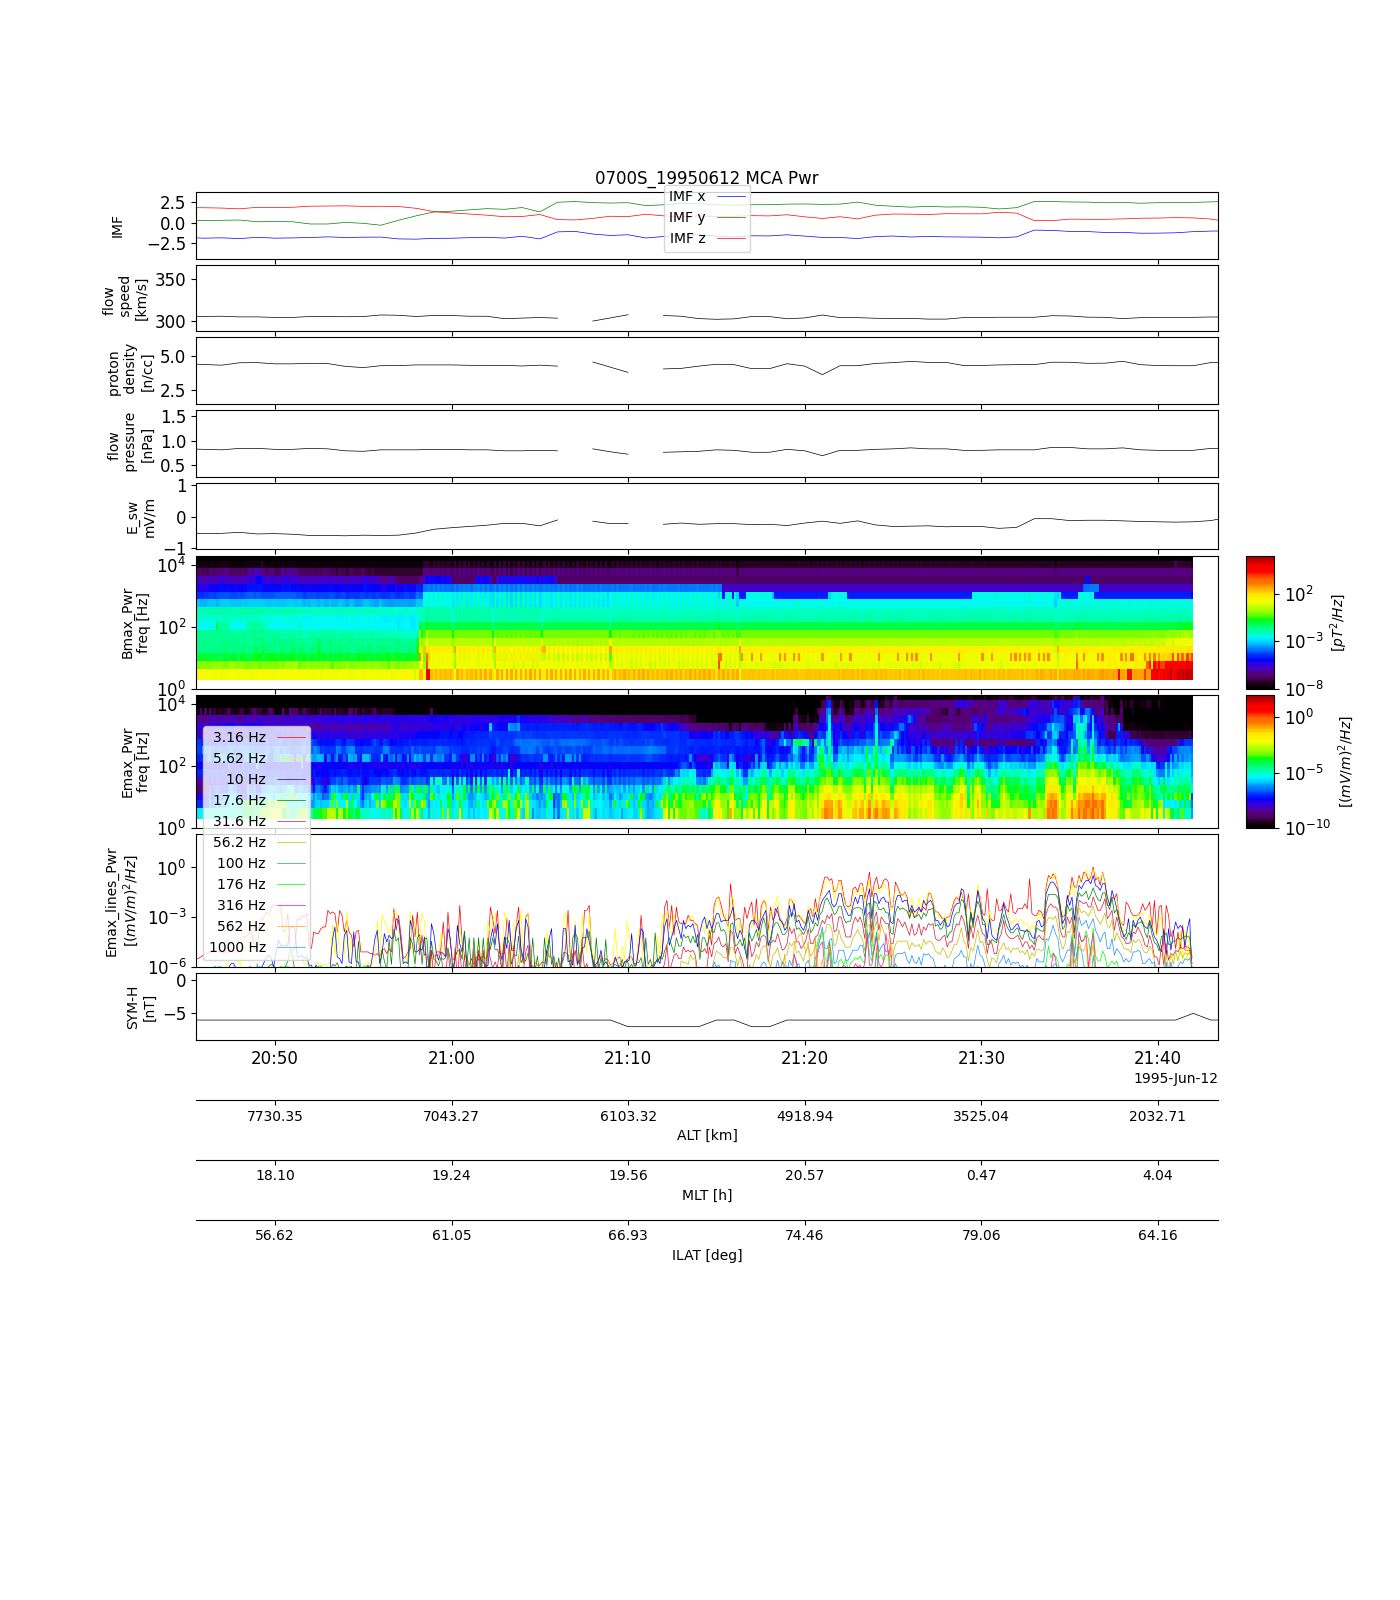 0700S_19950612 MCA Pwr
IMF
2.5
0.0
−2.5
IMF x
IMF y
IMF z
flow
speed
[km/s]
350
300
proton
density
[n/cc]
5.0
2.5
flow
pressure
[nPa]
1.5
1.0
0.5
E_sw
mV/m
1
0
−1
Bmax_Pwr
freq [Hz]
10^4
10^2
10^0
10^2
10^-3
10^-8
[pT^2/Hz]
Emax_Pwr
freq [Hz]
10^4
10^2
10^0
10^0
10^-5
10^-10
[(mV/m)^2/Hz]
3.16 Hz
5.62 Hz
10 Hz
17.6 Hz
31.6 Hz
56.2 Hz
100 Hz
176 Hz
316 Hz
562 Hz
1000 Hz
Emax_lines_Pwr
[(mV/m)^2/Hz]
10^0
10^-3
10^-6
SYM-H
[nT]
0
−5
20:50 21:00 21:10 21:20 21:30 21:40
1995-Jun-12
7730.35 7043.27 6103.32 4918.94 3525.04 2032.71
ALT [km]
18.10 19.24 19.56 20.57 0.47 4.04
MLT [h]
56.62 61.05 66.93 74.46 79.06 64.16
ILAT [deg]